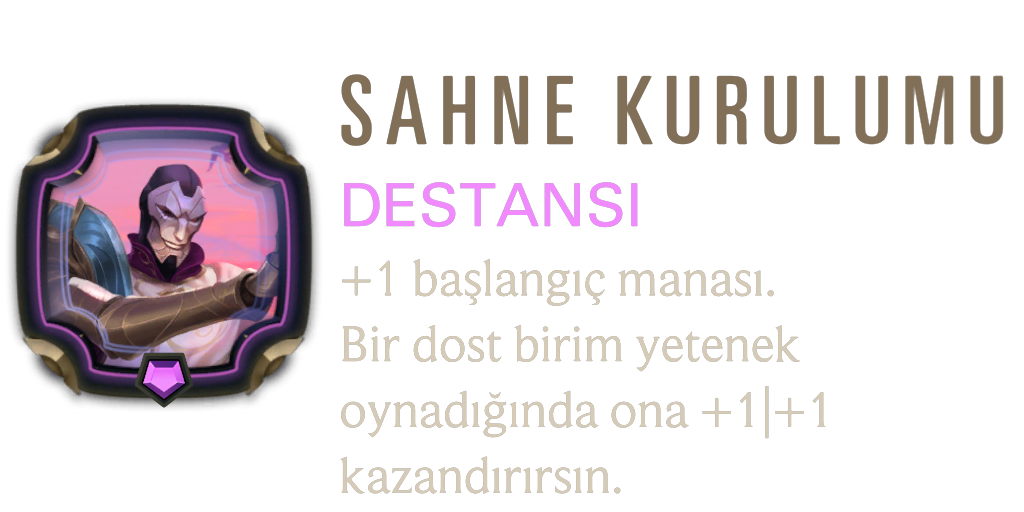 SAHNE KURULUMU
DESTANSI
+1 başlangıç manası.
Bir dost birim yetenek
oynadığında ona +1|+1
kazandırırsın.